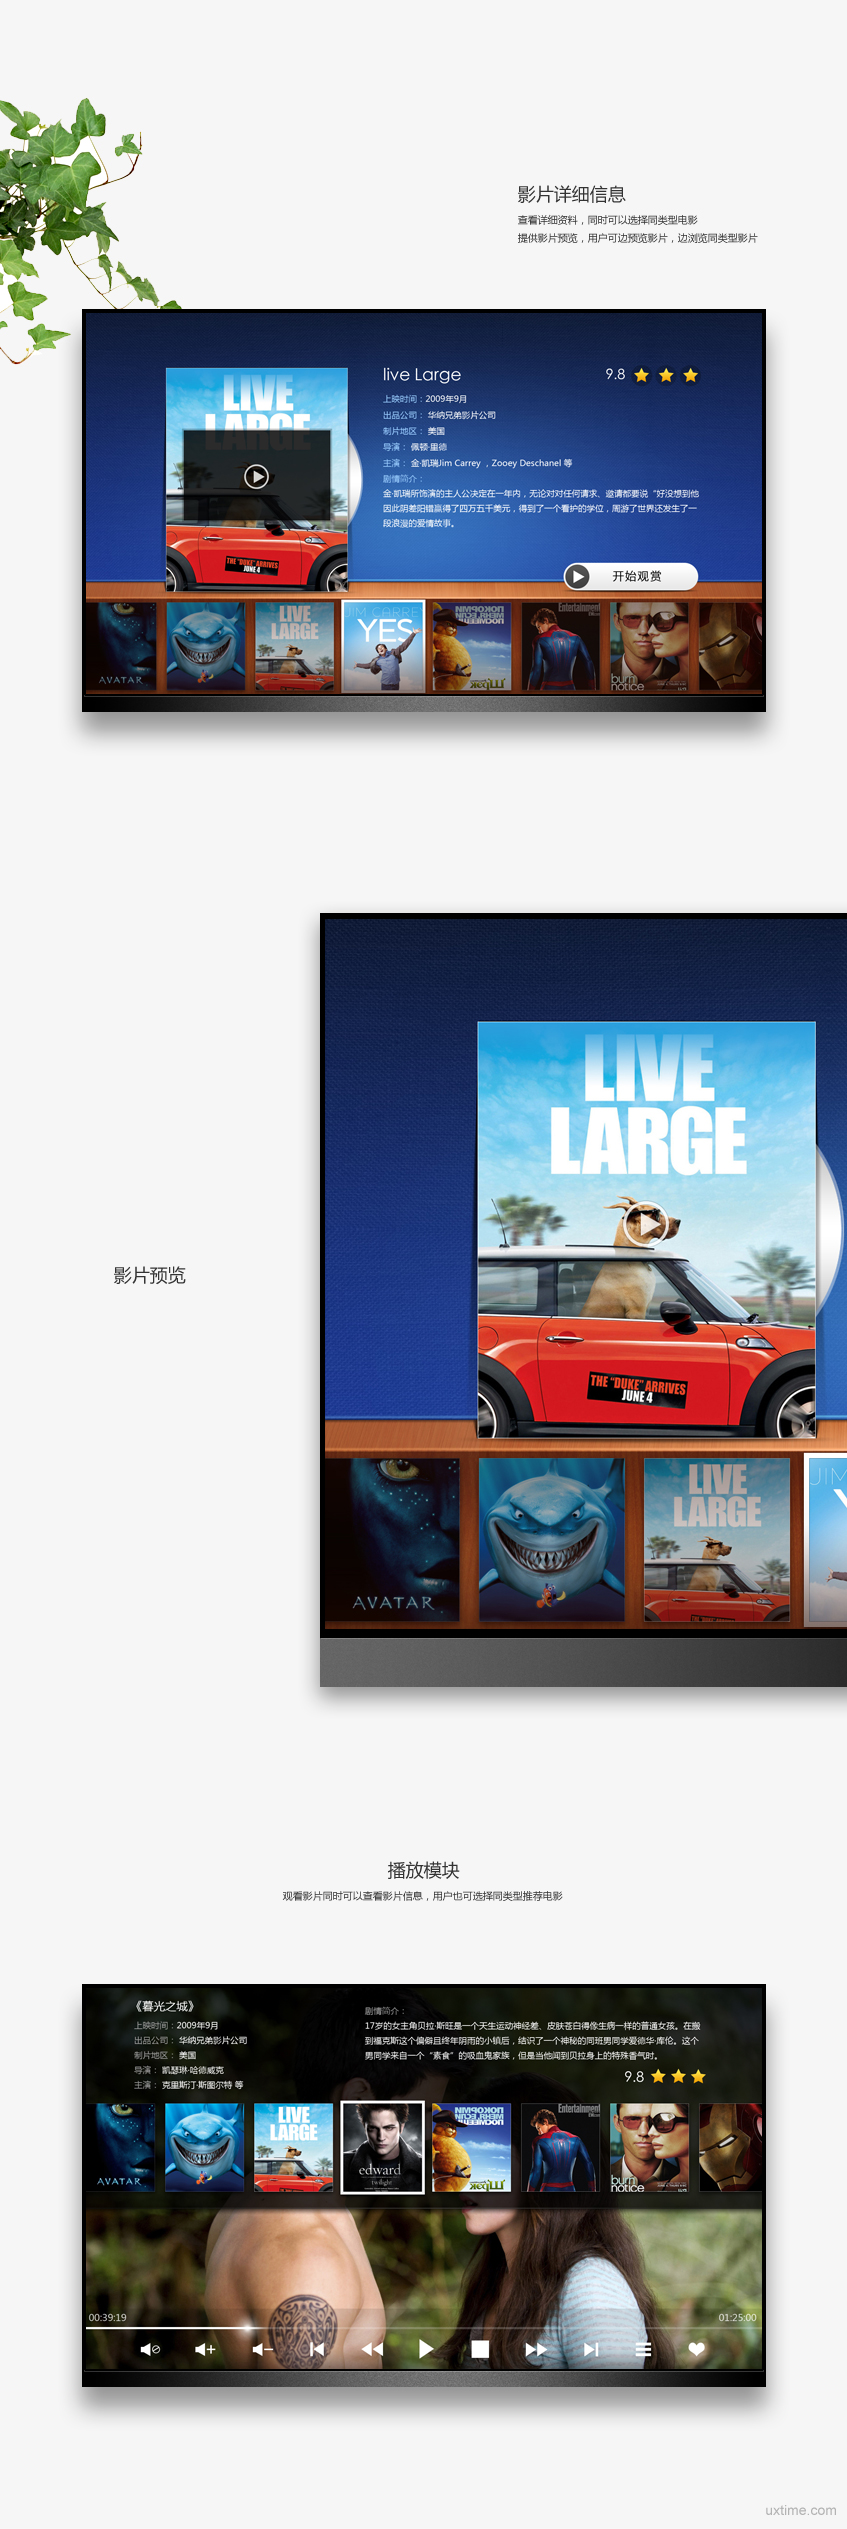 影片详细信息
查看详细资料，同时可以选择同类型电影
提供影片预览，用户可边预览影片，边浏览同类型影片
LIVE
LARGE
THE "DUKE" ARRIVES
JUNE 4
live Large
9.8
上映时间：2009年9月
出品公司： 华纳兄弟影片公司
制片地区： 美国
导演： 佩顿·里德
主演： 金·凯瑞Jim Carrey ，Zooey Deschanel 等
剧情简介：
金·凯瑞所饰演的主人公决定在一年内，无论对对任何请求、邀请都要说“好没想到他
因此阴差阳错赢得了四万五千美元，得到了一个看护的学位，周游了世界还发生了一
段浪漫的爱情故事。
开始观赏
AVATAR
LIVE
LARGE
JIM CARRE
YES
Entertainment
burn
notice
影片预览
LIVE
LARGE
THE "DUKE" ARRIVES
JUNE 4
AVATAR
LIVE
LARGE
JIM
播放模块
观看影片同时可以查看影片信息，用户也可选择同类型推荐电影
《暮光之城》
上映时间：2009年9月
出品公司： 华纳兄弟影片公司
制片地区： 美国
导演： 凯瑟琳·哈德威克
主演： 克里斯汀·斯图尔特 等
剧情简介：
17岁的女主角贝拉·斯旺是一个天生运动神经差、皮肤苍白得像生病一样的普通女孩。在搬
到福克斯这个偏僻且终年阴雨的小镇后，结识了一个神秘的同班男同学爱德华·库伦。这个
男同学来自一个“素食”的吸血鬼家族，但是当他闻到贝拉身上的特殊香气时。
9.8
AVATAR
LIVE
LARGE
edward
twilight
Entertainment
burn
notice
00:39:19
01:25:00
uxtime.com